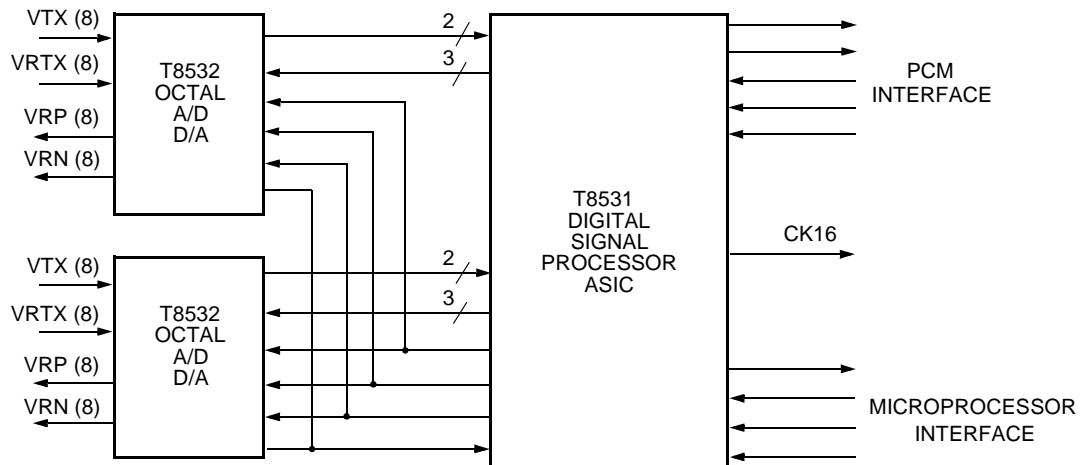 VTX (8)
VRTX (8)
VRP (8)
VRN (8)
T8532
OCTAL
A/D
D/A
2
3
VTX (8)
VRTX (8)
VRP (8)
VRN (8)
T8532
OCTAL
A/D
D/A
2
3
T8531
DIGITAL
SIGNAL
PROCESSOR
ASIC
PCM
INTERFACE
CK16
MICROPROCESSOR
INTERFACE